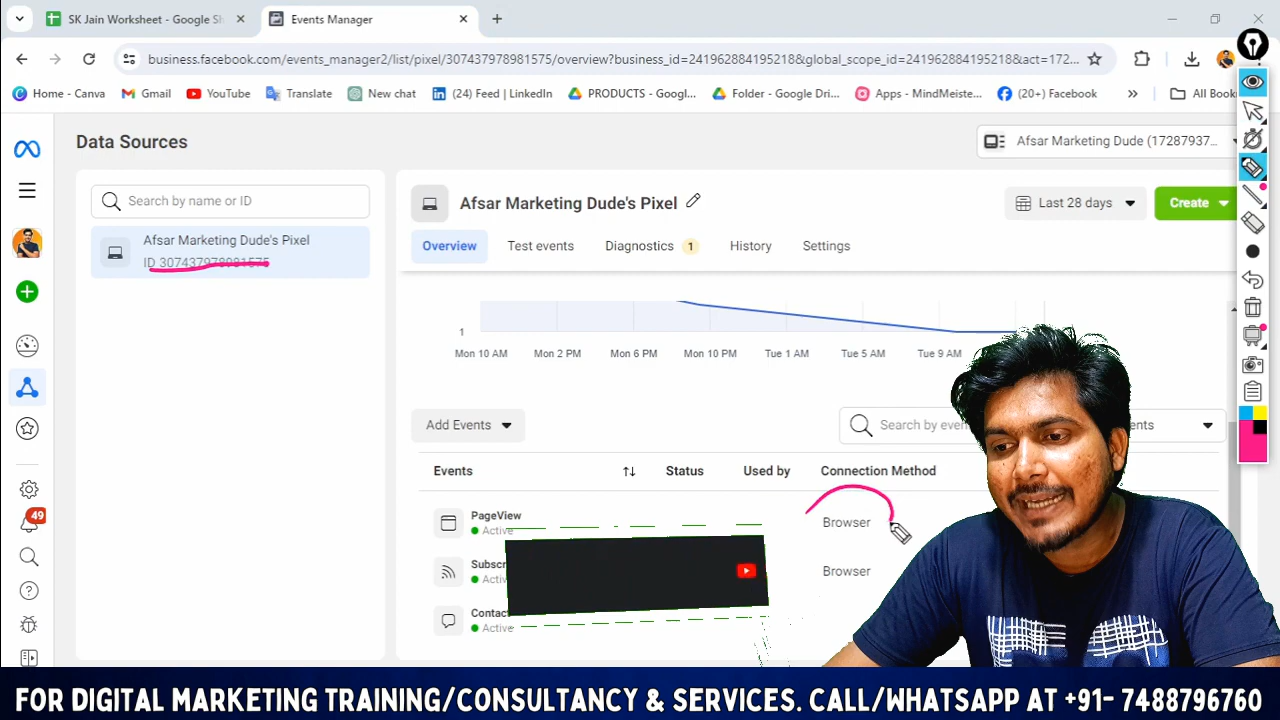 SK Jain Worksheet - Google Sh
Events Manager
business.facebook.com/events_manager2/list/pixel/307437978981575/overview?business_id=241962884195218&global_scope_id=241962884195218&act=172...
Home - Canva
Gmail
YouTube
Translate
New chat
(24) Feed | LinkedIn
PRODUCTS - Googl...
Folder - Google Dri...
Apps - MindMeiste...
(20+) Facebook
All Book
Data Sources
Afsar Marketing Dude (17287937...
Search by name or ID
Afsar Marketing Dude's Pixel
ID 307437978981575
Afsar Marketing Dude's Pixel
Last 28 days
Create
Overview
Test events
Diagnostics 1
History
Settings
1
Mon 10 AM
Mon 2 PM
Mon 6 PM
Mon 10 PM
Tue 1 AM
Tue 5 AM
Tue 9 AM
Add Events
Search by even
ents
Events
Status
Used by
Connection Method
PageView
Active
Browser
Subscr
Active
Browser
Contac
Active
49
FOR DIGITAL MARKETING TRAINING/CONSULTANCY & SERVICES. CALL/WHATSAPP AT +91- 7488796760